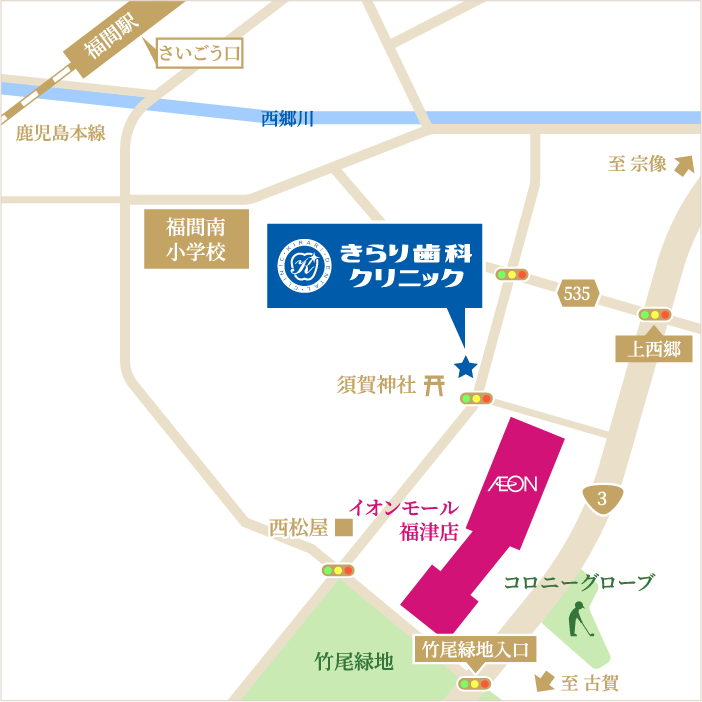 福間駅
さいごう口
鹿児島本線
西郷川
至 宗像
福間南
小学校
KIRARI DENTAL CLINIC
K
きらり歯科
クリニック
535
上西郷
須賀神社
AEON
3
イオンモール
福津店
西松屋
コロニーグローブ
竹尾緑地
竹尾緑地入口
至 古賀